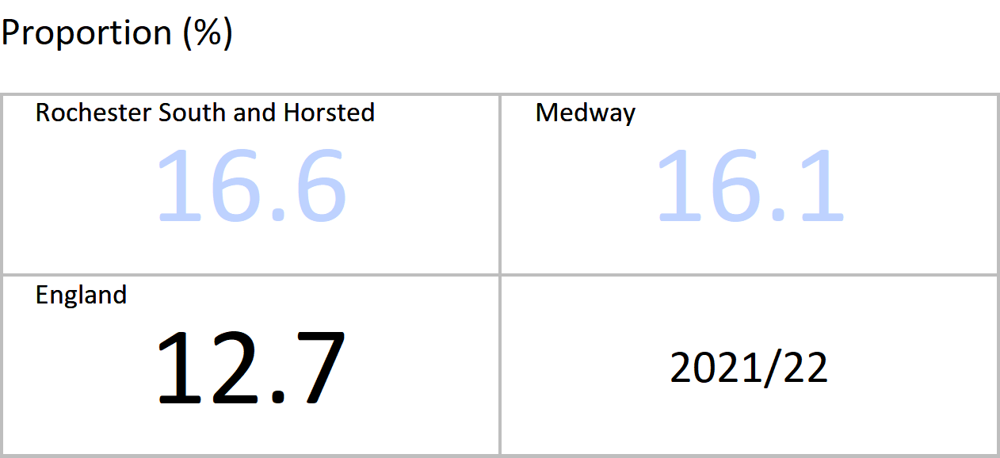 Proportion (%)
Rochester South and Horsted
16.6
Medway
16.1
England
12.7
2021/22